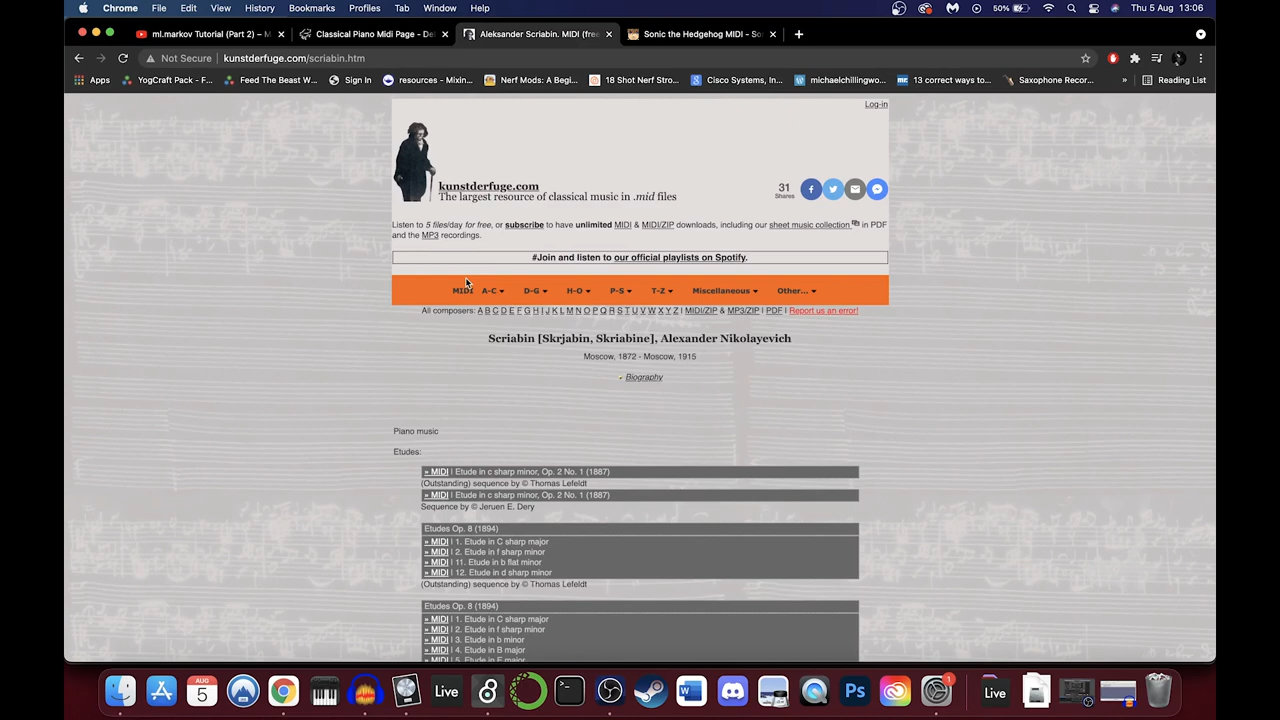 Chrome File Edit View History Bookmarks Profiles Tab Window Help 50% Thu 5 Aug 13:06
ml.markov Tutorial (Part 2) – M Classical Piano Midi Page - De Aleksander Scriabin. MIDI (free Sonic the Hedgehog MIDI - So
Not Secure | kunstderfuge.com/scriabin.htm
Apps YogCraft Pack - F... Feed The Beast W... Sign In resources - Mixin... Nerf Mods: A Begi... 18 Shot Nerf Stro... Cisco Systems, In... michaelchillingwo... 13 correct ways to... Saxophone Recor... » Reading List
Log-in
kunstderfuge.com
The largest resource of classical music in .mid files
31
Shares
Listen to 5 files/day for free, or subscribe to have unlimited MIDI & MIDI/ZIP downloads, including our sheet music collection in PDF
and the MP3 recordings.
#Join and listen to our official playlists on Spotify.
MIDI A-C D-G H-O P-S T-Z Miscellaneous Other...
All composers: A B C D E F G H I J K L M N O P Q R S T U V W X Y Z | MIDI/ZIP & MP3/ZIP | PDF | Report us an error!
Scriabin [Skrjabin, Skriabine], Alexander Nikolayevich
Moscow, 1872 - Moscow, 1915
Biography
Piano music
Etudes:
» MIDI | Etude in c sharp minor, Op. 2 No. 1 (1887)
(Outstanding) sequence by © Thomas Lefeldt
» MIDI | Etude in c sharp minor, Op. 2 No. 1 (1887)
Sequence by © Jeruen E. Dery
Etudes Op. 8 (1894)
» MIDI | 1. Etude in C sharp major
» MIDI | 2. Etude in f sharp minor
» MIDI | 11. Etude in b flat minor
» MIDI | 12. Etude in d sharp minor
(Outstanding) sequence by © Thomas Lefeldt
Etudes Op. 8 (1894)
» MIDI | 1. Etude in C sharp major
» MIDI | 2. Etude in f sharp minor
» MIDI | 3. Etude in b minor
» MIDI | 4. Etude in B major
» MIDI | 5. Etude in E major
AUG
5
Live
8
W
Ps
1
Live